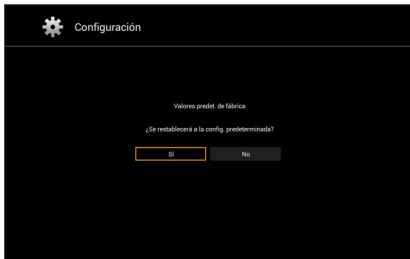 Configuración
Valores predet. de fábrica
¿Se restablecerá a la config. predeterminada?
Sí
No